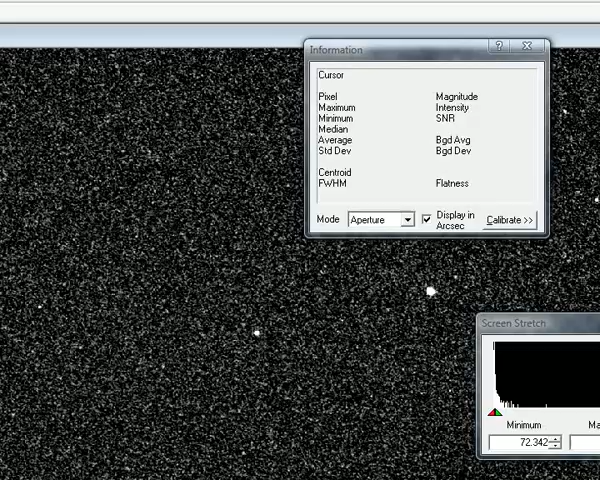 Information
Cursor
Pixel Magnitude
Maximum Intensity
Minimum SNR
Median
Average Bgd Avg
Std Dev Bgd Dev
Centroid
FWHM Flatness
Mode Aperture Display in Arcsec Calibrate >>
Screen Stretch
Minimum Ma
72.342